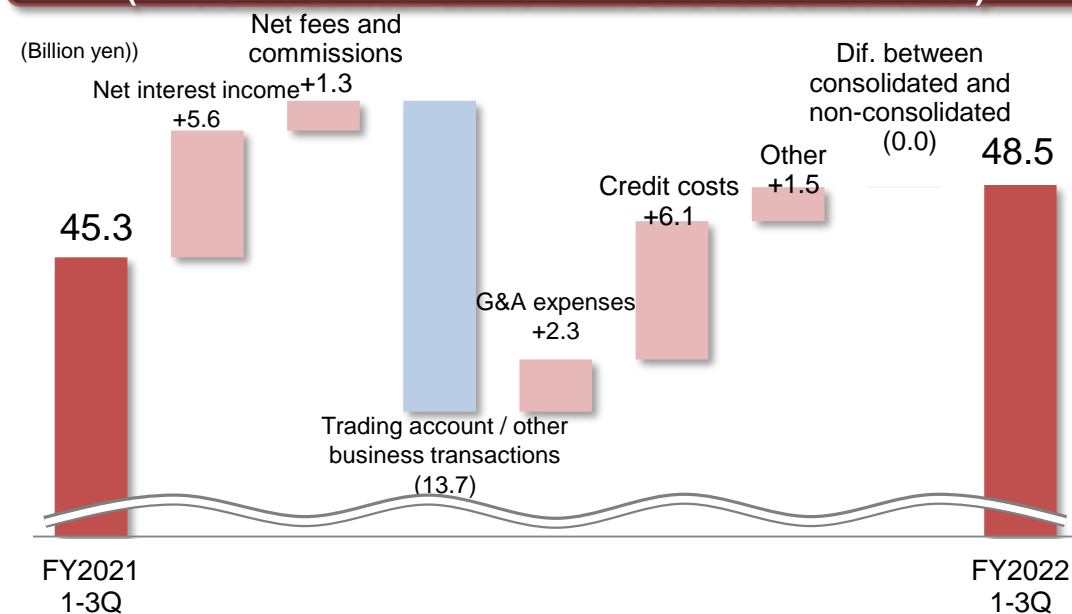 (Billion yen))
Net fees and
commissions
+1.3
Net interest income
+5.6
Dif. between
consolidated and
non-consolidated
(0.0)
48.5
Other
+1.5
Credit costs
+6.1
45.3
G&A expenses
+2.3
Trading account / other
business transactions
(13.7)
FY2021
1-3Q
FY2022
1-3Q